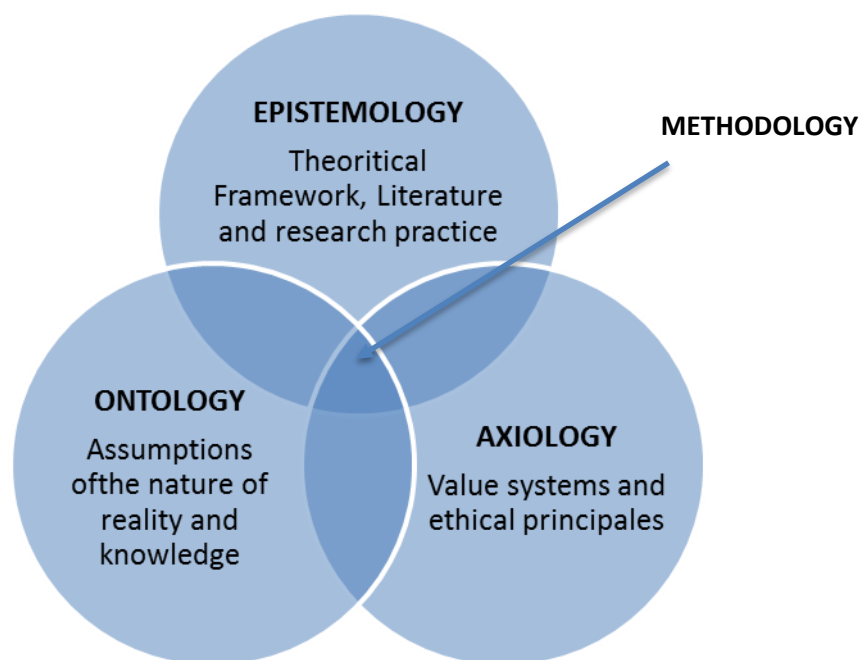 EPISTEMOLOGY
Theoritical
Framework, Literature
and research practice
METHODOLOGY
ONTOLOGY
Assumptions
ofthe nature of
reality and
knowledge
AXIOLOGY
Value systems and
ethical principales